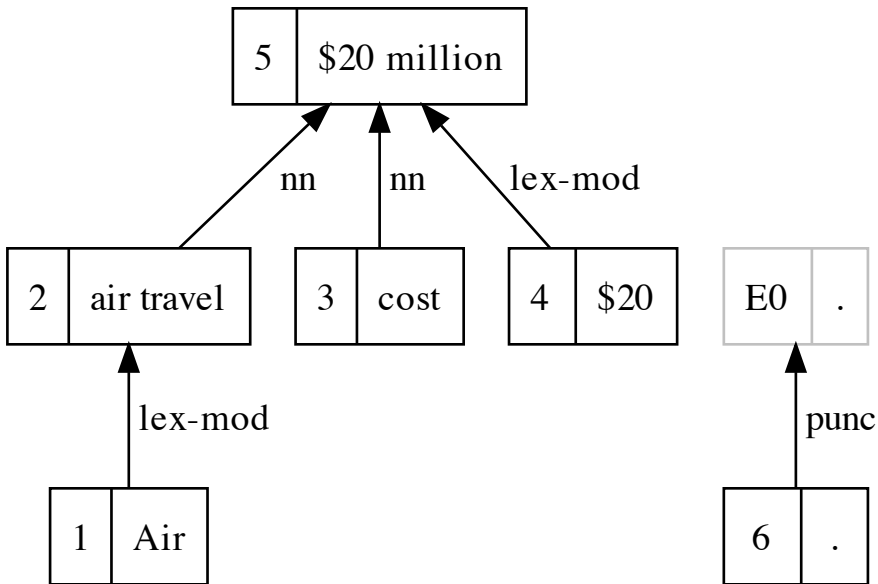 5 $20 million
nn nn lex-mod
2 air travel 3 cost 4 $20 E0 .
lex-mod punc
1 Air 6 .